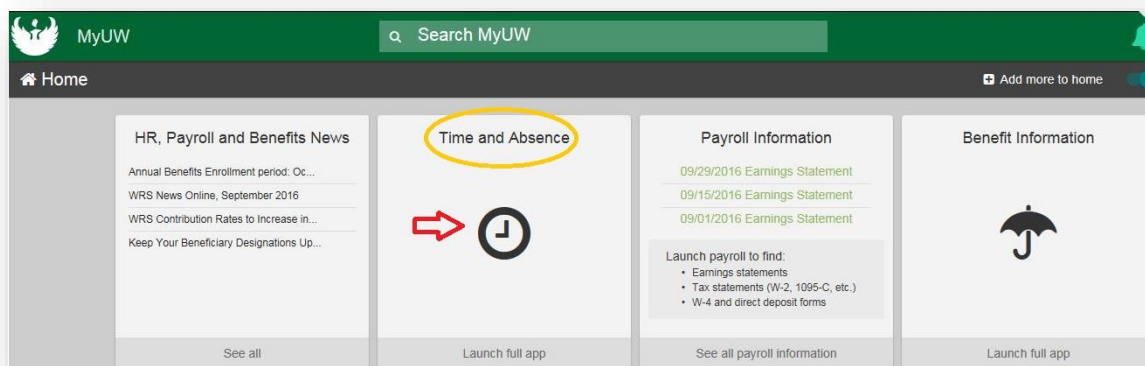 MyUW
Search MyUW
Home
Add more to home
HR, Payroll and Benefits News
Annual Benefits Enrollment period: Oc...
WRS News Online, September 2016
WRS Contribution Rates to Increase in...
Keep Your Beneficiary Designations Up...
See all
Time and Absence
Launch full app
Payroll Information
09/29/2016 Earnings Statement
09/15/2016 Earnings Statement
09/01/2016 Earnings Statement
Launch payroll to find:
• Earnings statements
• Tax statements (W-2, 1095-C, etc.)
• W-4 and direct deposit forms
See all payroll information
Benefit Information
Launch full app